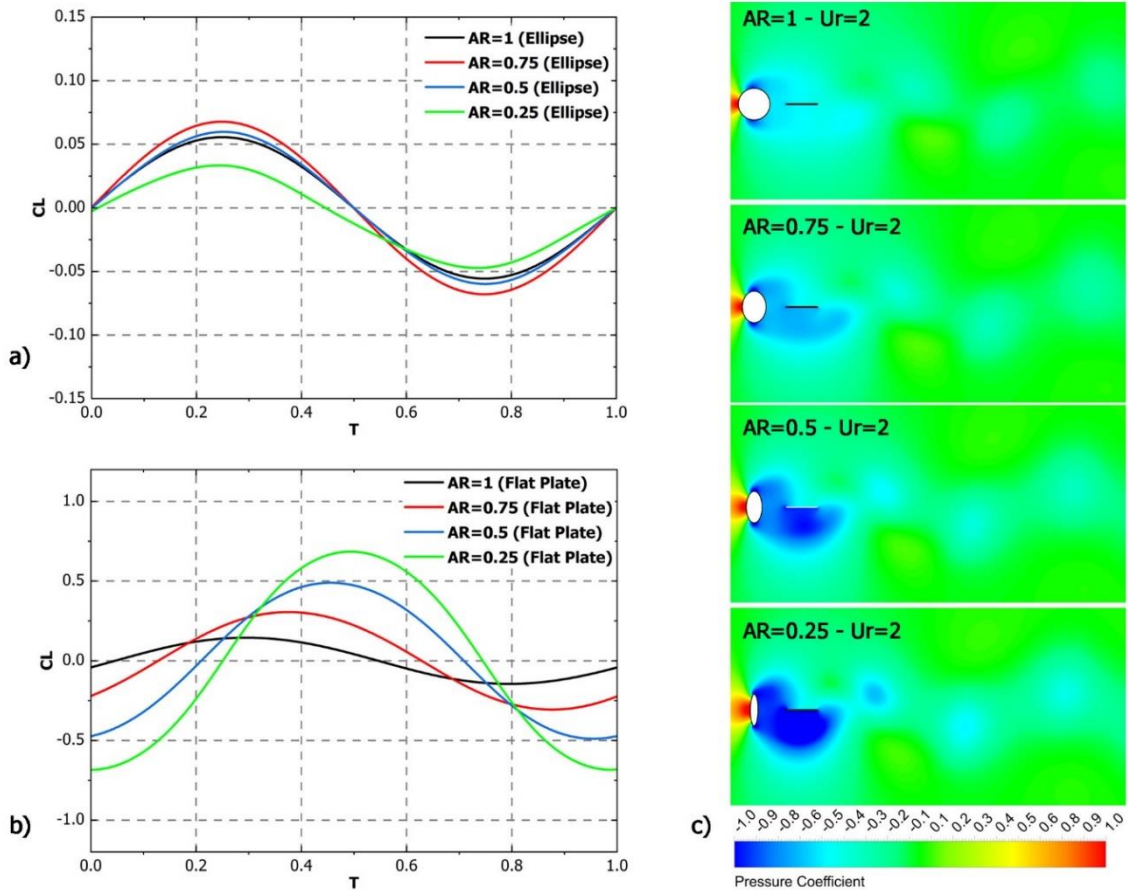 0.15
0.10
0.05
0.00
-0.05
-0.10
-0.15
CL
AR=1 (Ellipse)
AR=0.75 (Ellipse)
AR=0.5 (Ellipse)
AR=0.25 (Ellipse)
0.0 0.2 0.4 0.6 0.8 1.0
T
a)
1.0
0.5
0.0
-0.5
-1.0
CL
AR=1 (Flat Plate)
AR=0.75 (Flat Plate)
AR=0.5 (Flat Plate)
AR=0.25 (Flat Plate)
0.0 0.2 0.4 0.6 0.8 1.0
T
b)
AR=1 - Ur=2
AR=0.75 - Ur=2
AR=0.5 - Ur=2
AR=0.25 - Ur=2
c)
-1.0 -0.9 -0.8 -0.6 -0.5 -0.4 -0.3 -0.2 -0.1 0.1 0.2 0.3 0.4 0.5 0.6 0.8 0.9 1.0
Pressure Coefficient